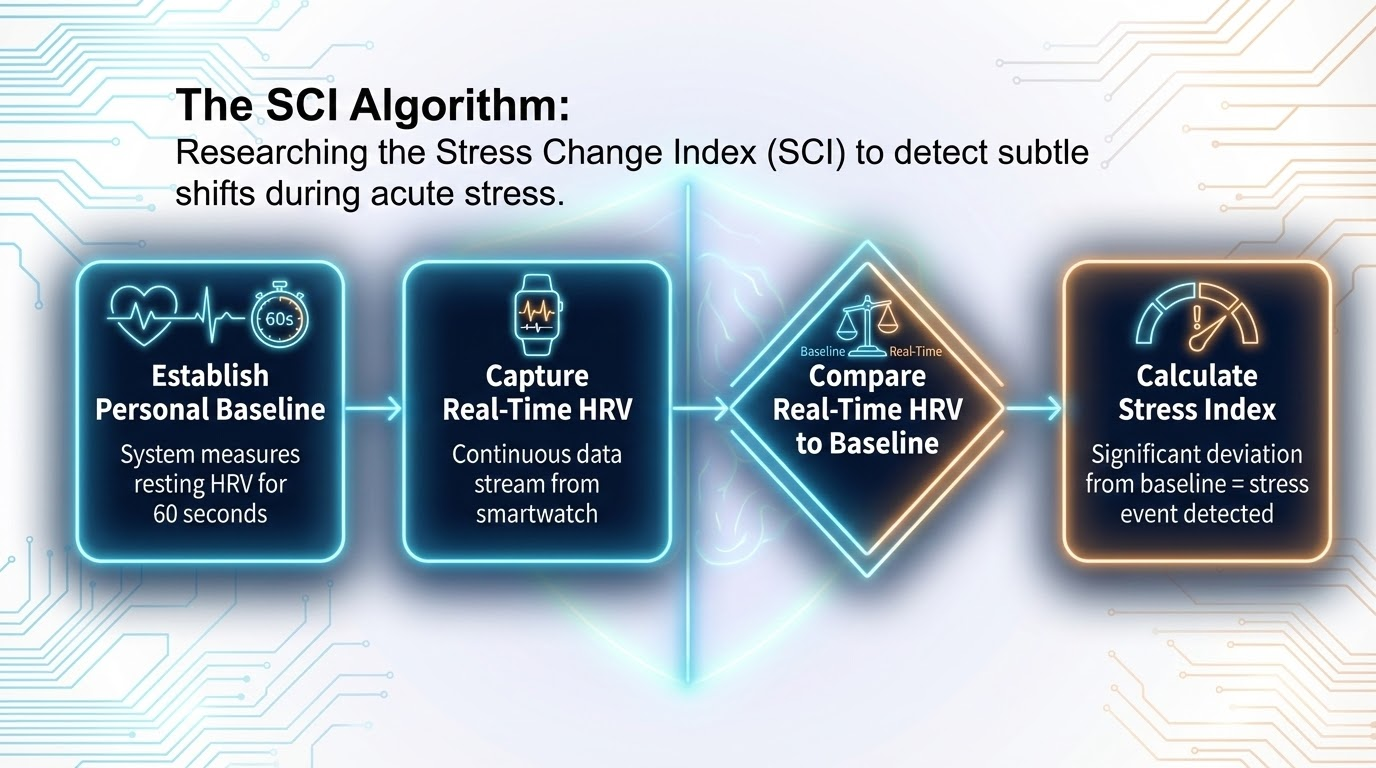 The SCI Algorithm:
Researching the Stress Change Index (SCI) to detect subtle
shifts during acute stress.
60s
Establish
Personal Baseline
System measures
resting HRV for
60 seconds
Capture
Real-Time HRV
Continuous data
stream from
smartwatch
Baseline Real-Time
Compare
Real-Time HRV
to Baseline
!
Calculate
Stress Index
Significant deviation
from baseline = stress
event detected